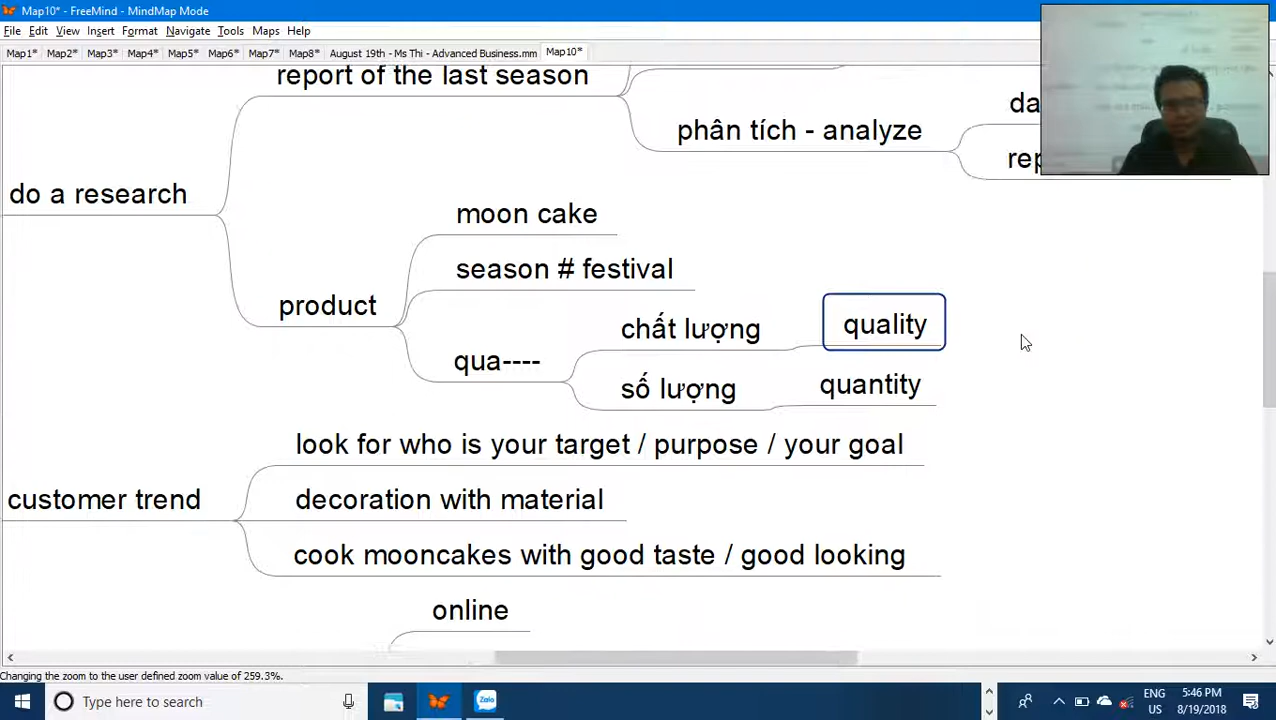 Map10* - FreeMind - MindMap Mode
File Edit View Insert Format Navigate Tools Maps Help
Map1* Map2* Map3* Map4* Map5* Map6* Map7* Map8* August 19th - Ms Thi - Advanced Business.mm Map10*
report of the last season
phân tích - analyze
do a research
moon cake
season # festival
product
chất lượng
quality
qua----
số lượng
quantity
look for who is your target / purpose / your goal
customer trend
decoration with material
cook mooncakes with good taste / good looking
online
Changing the zoom to the user defined zoom value of 259.3%.
Type here to search
Zalo
ENG
US
5:46 PM
8/19/2018